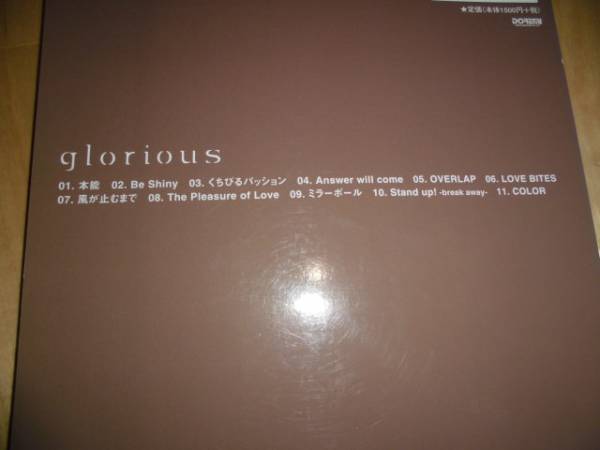 ★定価(本体1500円+税)
DOREMI
glorious
01. 本能 02. Be Shiny 03. くちびるパッション 04. Answer will come 05. OVERLAP 06. LOVE BITES
07. 風が止むまで 08. The Pleasure of Love 09. ミラーボール 10. Stand up! -break away- 11. COLOR